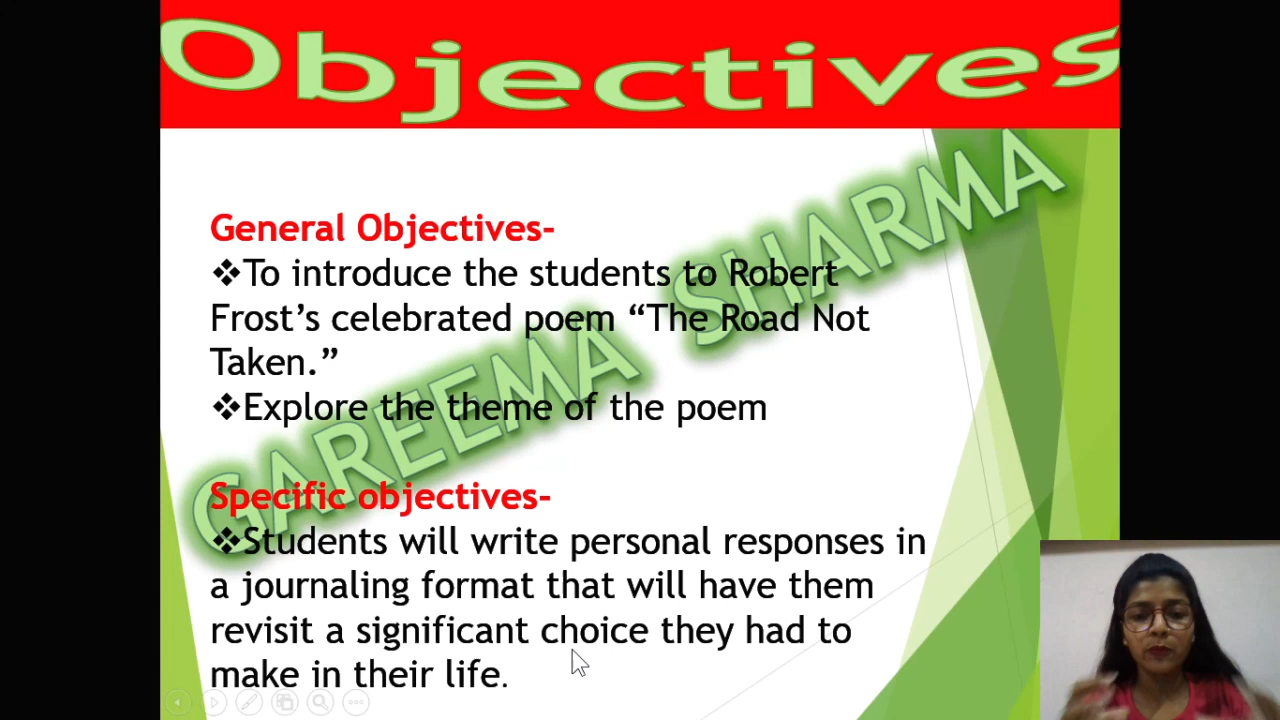 Objectives
GAREEMA SHARMA
General Objectives-
❖To introduce the students to Robert
Frost’s celebrated poem “The Road Not
Taken.”
❖Explore the theme of the poem
Specific objectives-
❖Students will write personal responses in
a journaling format that will have them
revisit a significant choice they had to
make in their life.